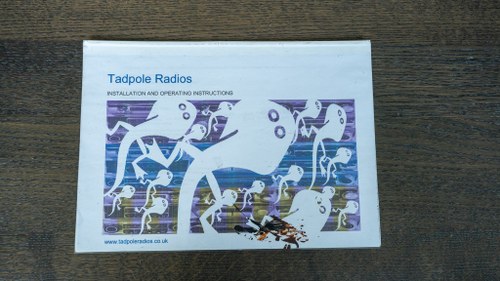 Tadpole Radios
INSTALLATION AND OPERATING INSTRUCTIONS
www.tadpoleradios.co.uk